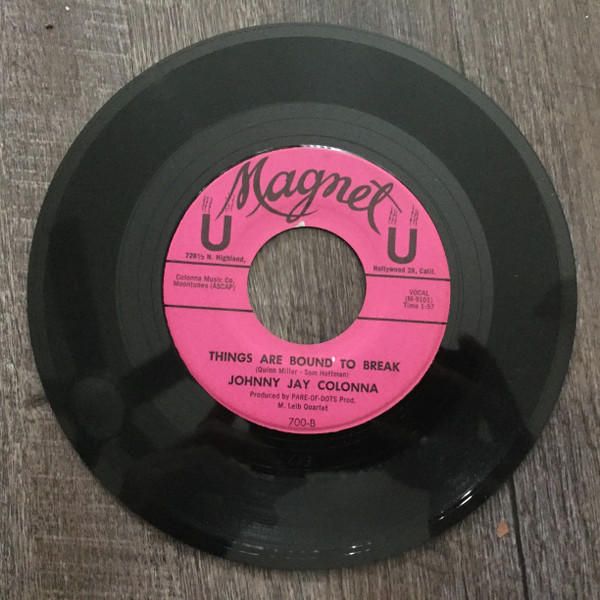 Magnet
728½ N. Highland,
Hollywood 38, Calif.
Colonna Music Co.
Moontunes (ASCAP)
VOCAL
(M-9101)
Time 1-57
THINGS ARE BOUND TO BREAK
(Quinn Miller - Sam Hoffman)
JOHNNY JAY COLONNA
Produced by PARE-OF-DOTS Prod.
M. Leib Quartet
700-B